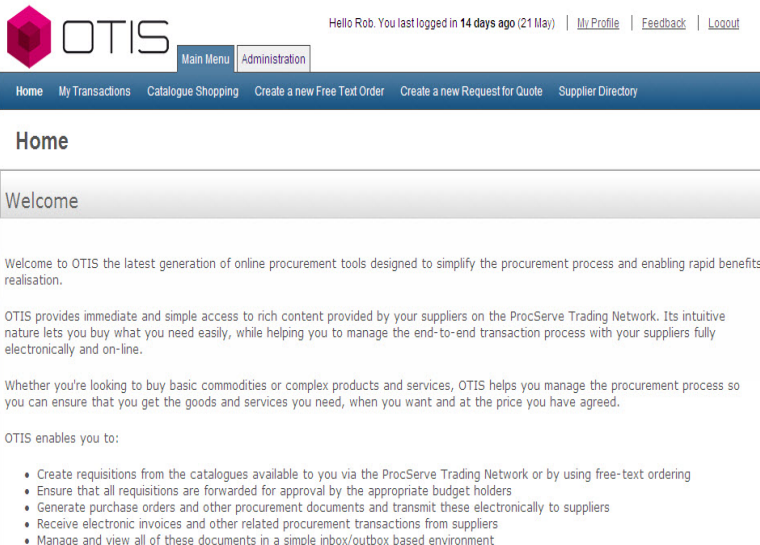 Hello Rob. You last logged in 14 days ago (21 May) | My Profile | Feedback | Logout
OTIS
Main Menu Administration
Home My Transactions Catalogue Shopping Create a new Free Text Order Create a new Request for Quote Supplier Directory
Home
Welcome
Welcome to OTIS the latest generation of online procurement tools designed to simplify the procurement process and enabling rapid benefits
realisation.
OTIS provides immediate and simple access to rich content provided by your suppliers on the ProcServe Trading Network. Its intuitive
nature lets you buy what you need easily, while helping you to manage the end-to-end transaction process with your suppliers fully
electronically and on-line.
Whether you're looking to buy basic commodities or complex products and services, OTIS helps you manage the procurement process so
you can ensure that you get the goods and services you need, when you want and at the price you have agreed.
OTIS enables you to:
• Create requisitions from the catalogues available to you via the ProcServe Trading Network or by using free-text ordering
• Ensure that all requisitions are forwarded for approval by the appropriate budget holders
• Generate purchase orders and other procurement documents and transmit these electronically to suppliers
• Receive electronic invoices and other related procurement transactions from suppliers
• Manage and view all of these documents in a simple inbox/outbox based environment